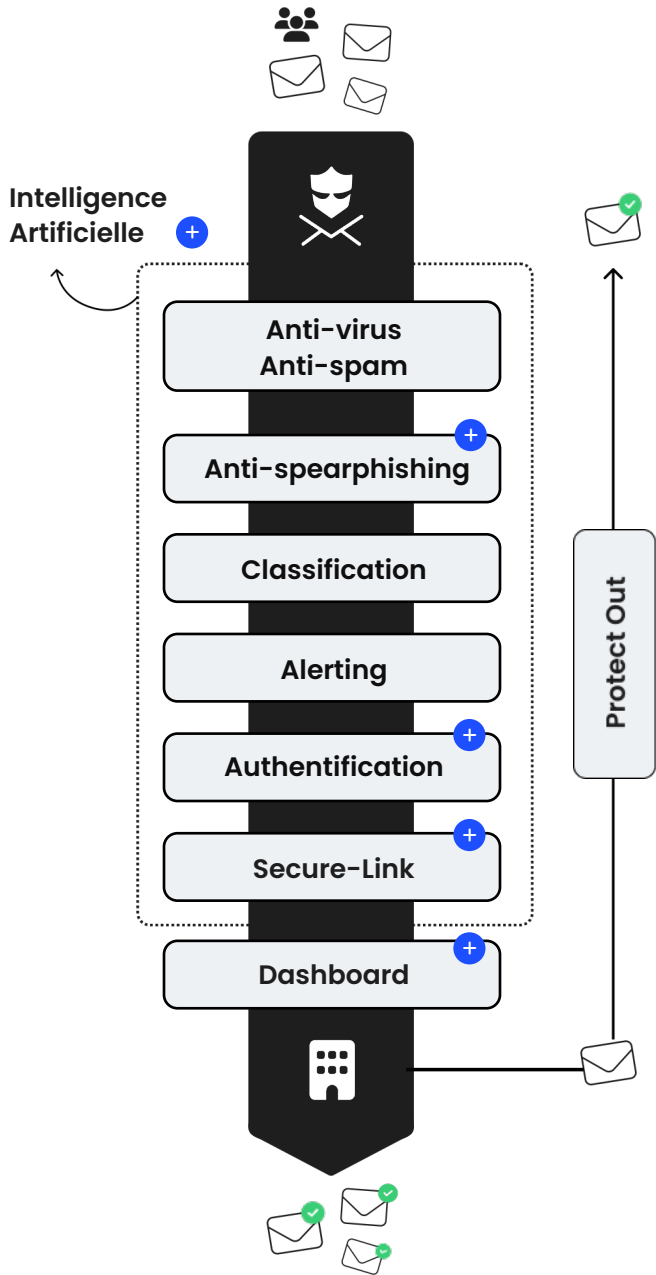 Intelligence
Artificielle
Anti-virus
Anti-spam
Anti-spearphishing
Classification
Alerting
Authentification
Secure-Link
Dashboard
Protect Out